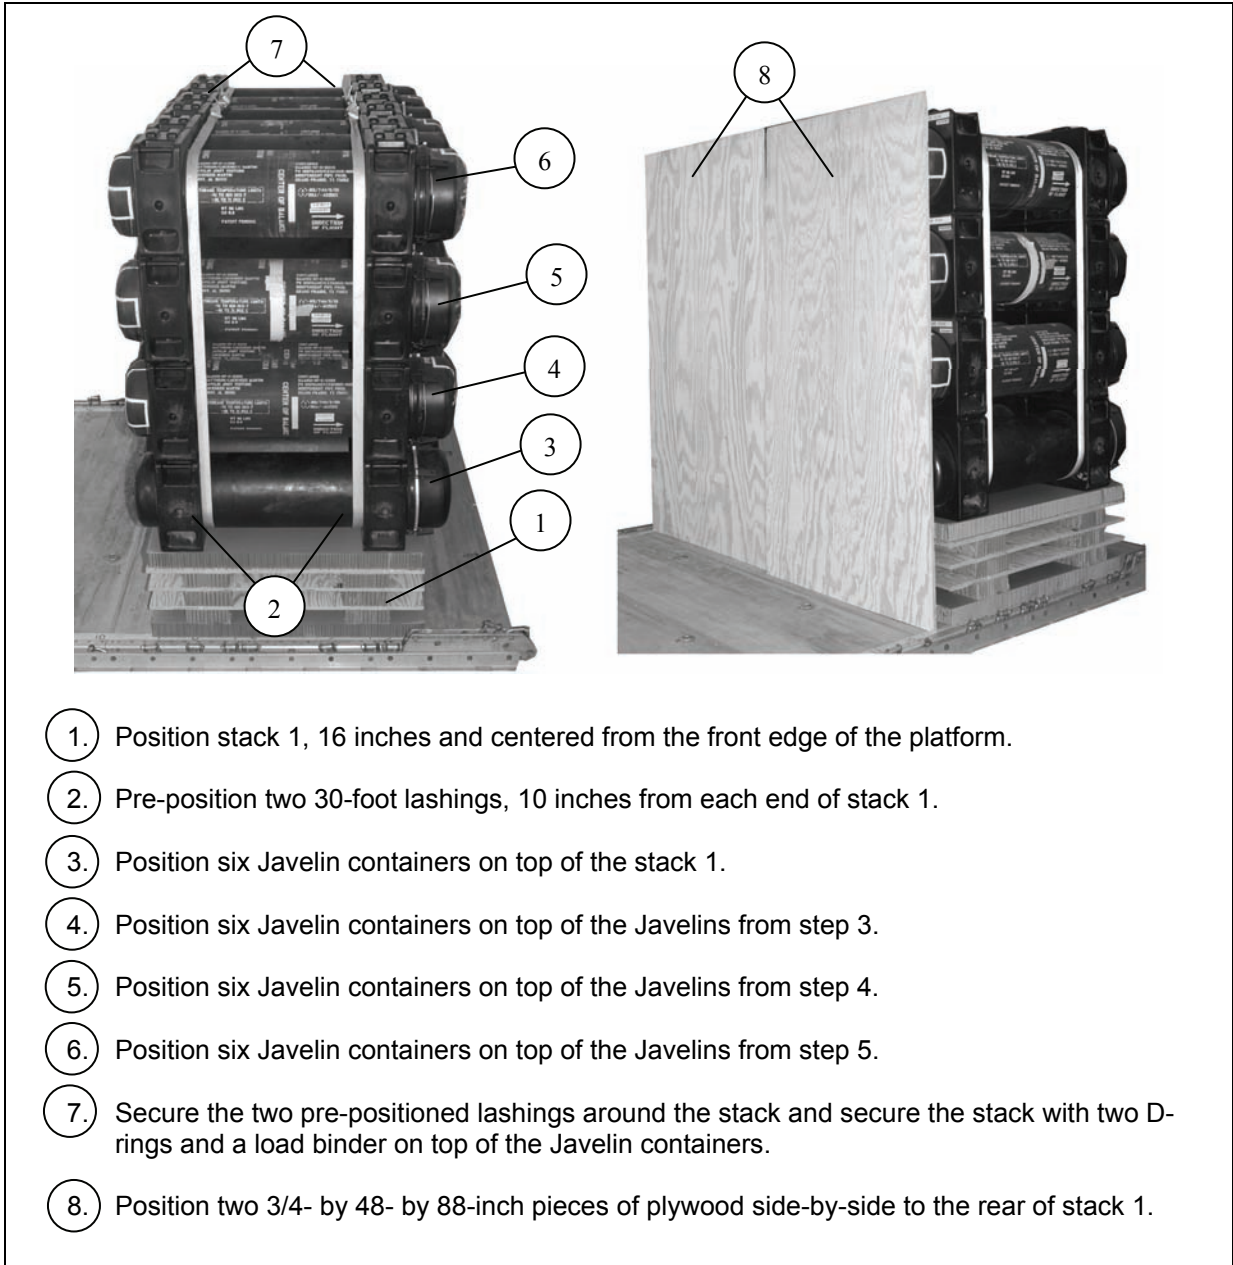 7
8
6
5
4
3
1
2
CENTER OF BALANCE
DIRECTION
OF FLIGHT
1. Position stack 1, 16 inches and centered from the front edge of the platform.
2. Pre-position two 30-foot lashings, 10 inches from each end of stack 1.
3. Position six Javelin containers on top of the stack 1.
4. Position six Javelin containers on top of the Javelins from step 3.
5. Position six Javelin containers on top of the Javelins from step 4.
6. Position six Javelin containers on top of the Javelins from step 5.
7. Secure the two pre-positioned lashings around the stack and secure the stack with two D-
rings and a load binder on top of the Javelin containers.
8. Position two 3/4- by 48- by 88-inch pieces of plywood side-by-side to the rear of stack 1.